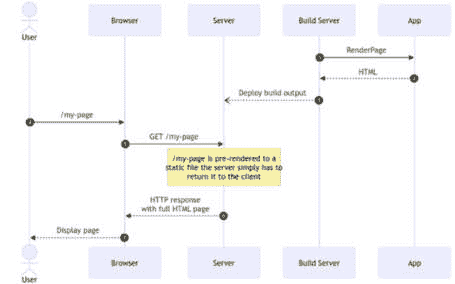 User
Browser
Server
Build Server
App
RenderPage
HTML
Deploy build output
/my-page
GET /my-page
/my-page is pre-rendered to a
static file the server simply has to
return it to the client
HTTP response
with full HTML page
Display page
User
Browser
Server
Build Server
App